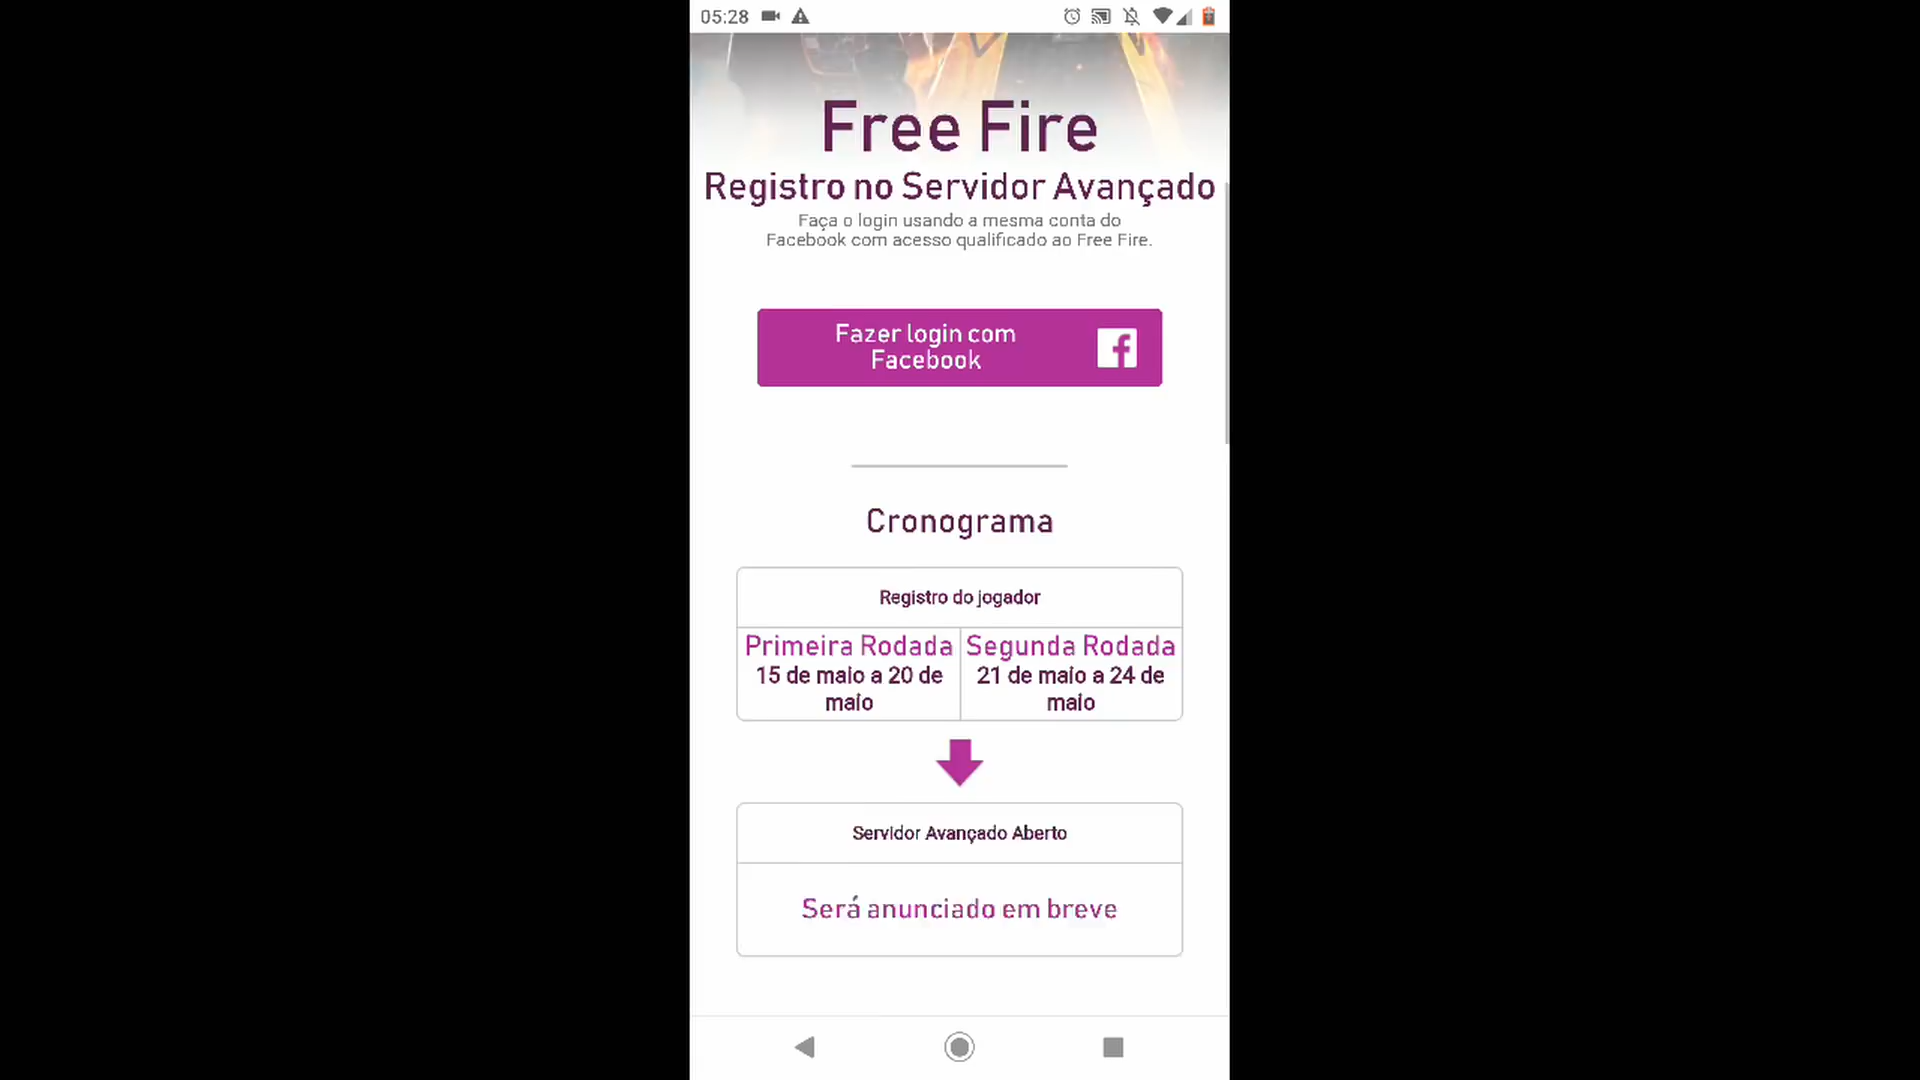 05:28
Free Fire
Registro no Servidor Avançado
Faça o login usando a mesma conta do
Facebook com acesso qualificado ao Free Fire.
Fazer login com
Facebook
Cronograma
Registro do jogador
Primeira Rodada
15 de maio a 20 de
maio
Segunda Rodada
21 de maio a 24 de
maio
Servidor Avançado Aberto
Será anunciado em breve